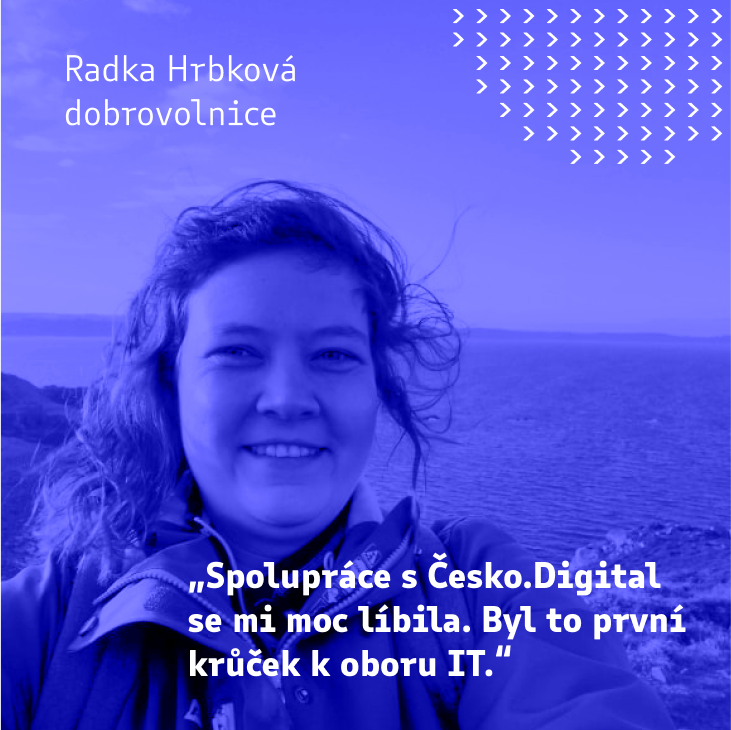 Radka Hrbková
dobrovolnice
„Spolupráce s Česko.Digital
se mi moc líbila. Byl to první
krůček k oboru IT.“